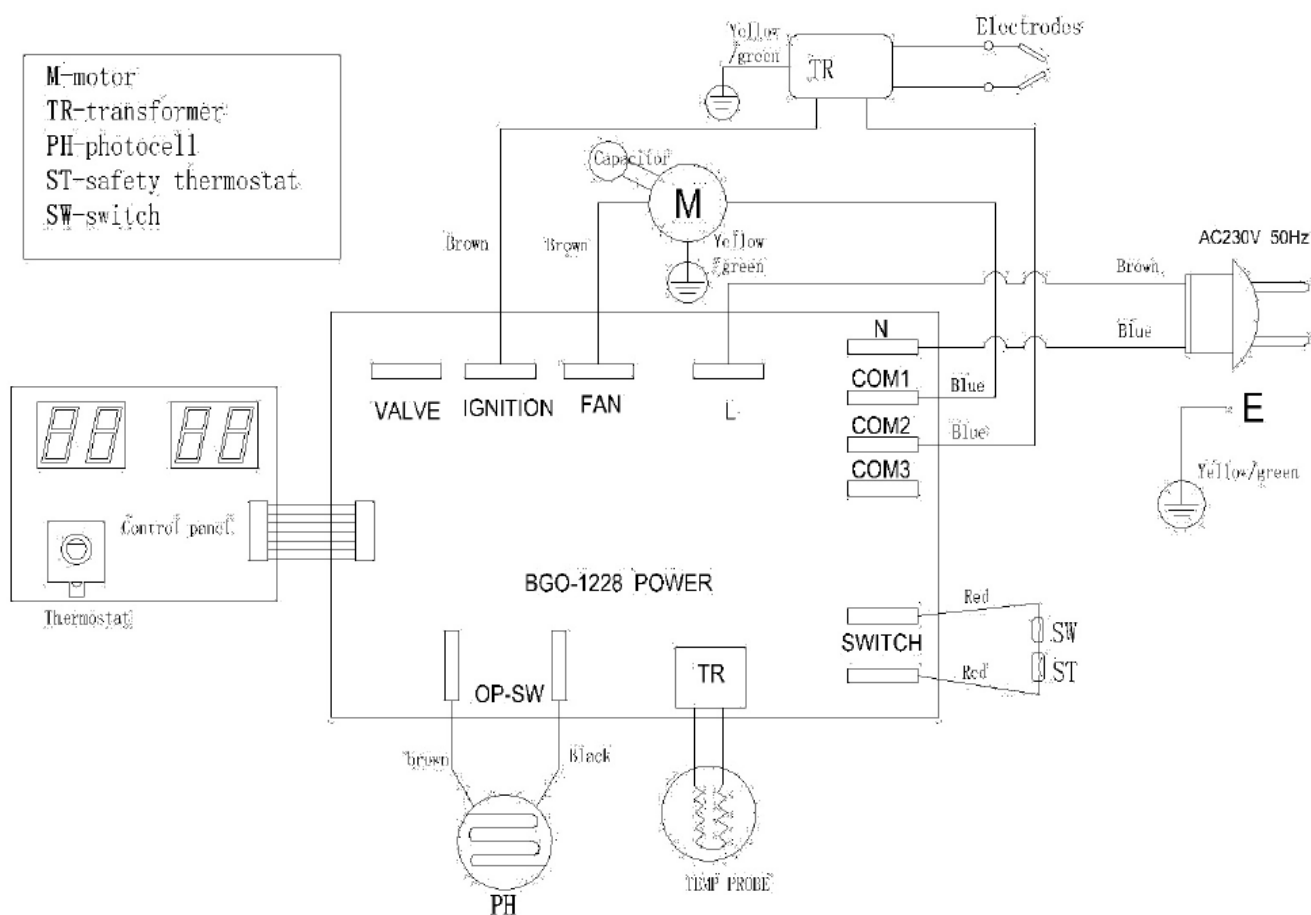 M-motor
TR-transformer
PH-photocell
ST-safety thermostat
SW-switch
Yellow
/green
TR
Electrodes
Capacitor
M
Brown
Brown
Yellow
/green
AC230V 50Hz
Brown
Blue
N
COM1
Blue
COM2
Blue
COM3
VALVE
IGNITION
FAN
L
E
Yellow/green
Control panel
Thermostat
BGO-1228 POWER
Red
SWITCH
SW
ST
Red
OP-SW
TR
brown
Black
PH
TEMP PROBE